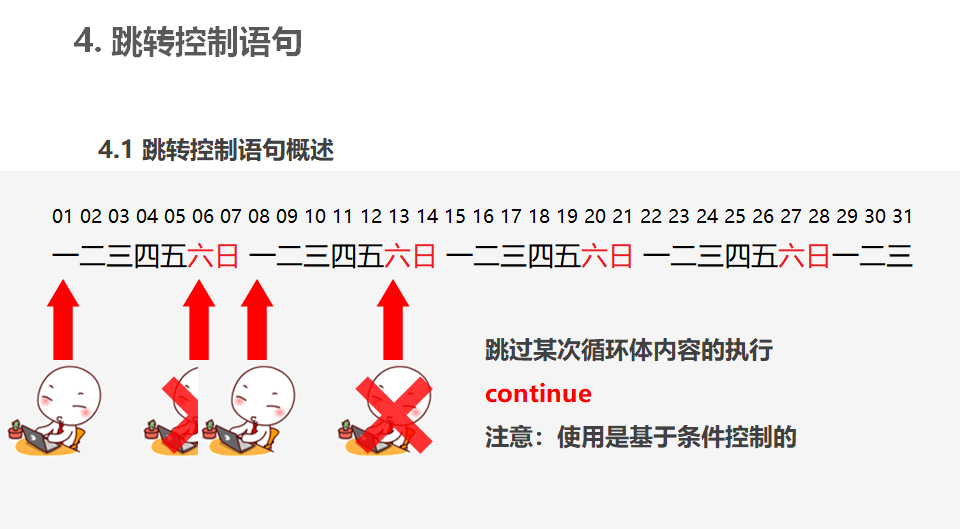 4. 跳转控制语句
4.1 跳转控制语句概述
01 02 03 04 05 06 07 08 09 10 11 12 13 14 15 16 17 18 19 20 21 22 23 24 25 26 27 28 29 30 31
一二三四五六日 一二三四五六日 一二三四五六日 一二三四五六日一二三
跳过某次循环体内容的执行
continue
注意：使用是基于条件控制的